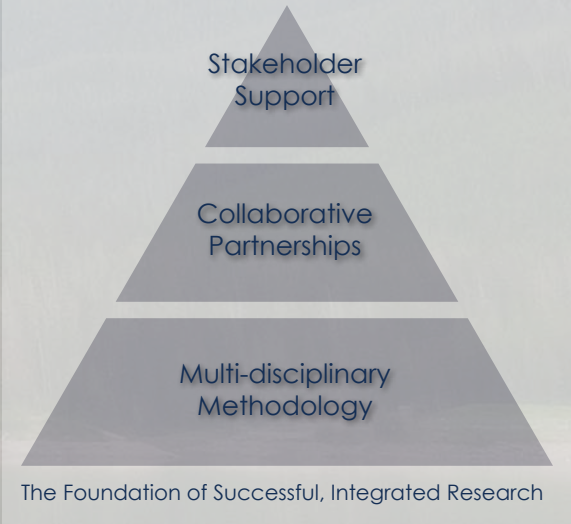 Stakeholder
Support
Collaborative
Partnerships
Multi-disciplinary
Methodology
The Foundation of Successful, Integrated Research